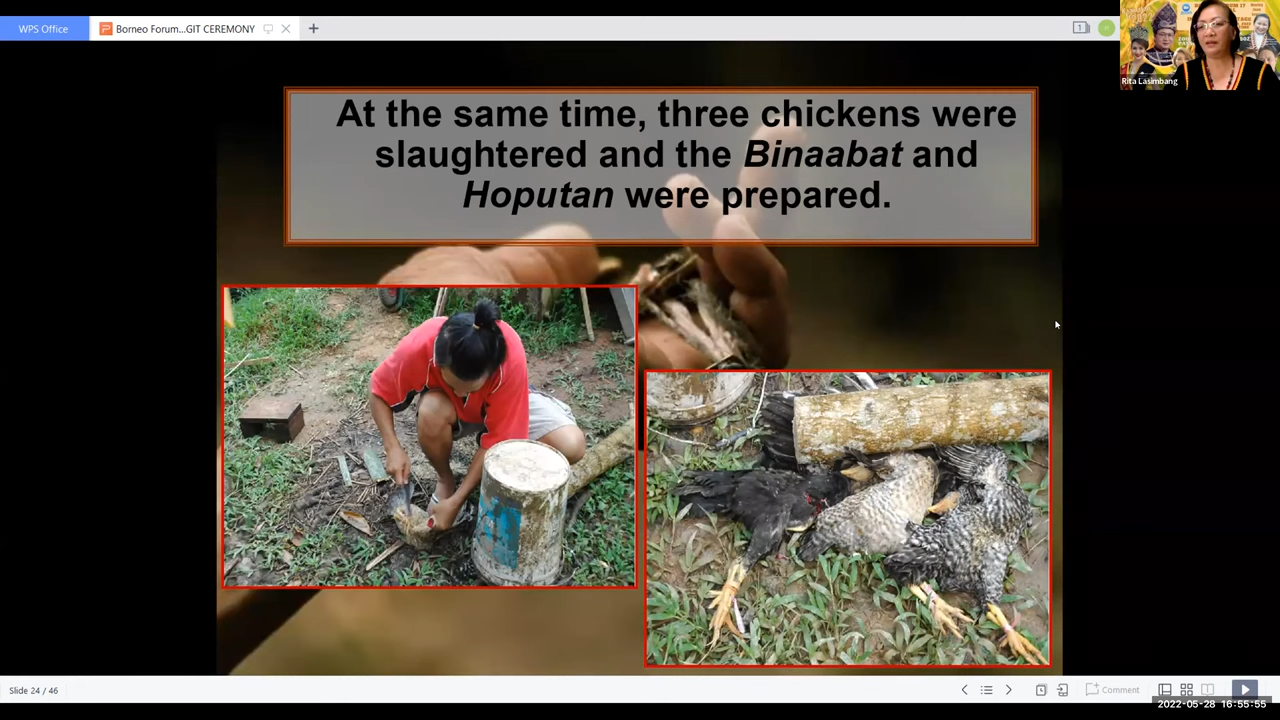 WPS Office
Borneo Forum...GIT CEREMONY
Rita Lasimbang
At the same time, three chickens were
slaughtered and the Binaabat and
Hoputan were prepared.
Slide 24 / 46
Comment
2022-05-28 16:55:55